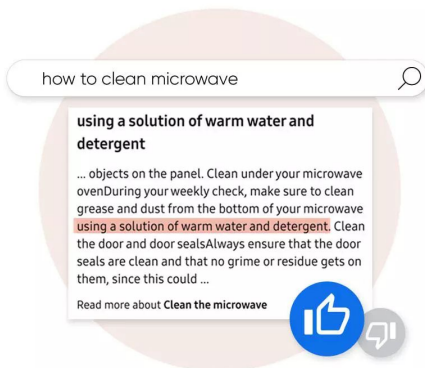 how to clean microwave
using a solution of warm water and
detergent
... objects on the panel. Clean under your microwave
ovenDuring your weekly check, make sure to clean
grease and dust from the bottom of your microwave
using a solution of warm water and detergent. Clean
the door and door sealsAlways ensure that the door
seals are clean and that no grime or residue gets on
them, since this could ...
Read more about Clean the microwave